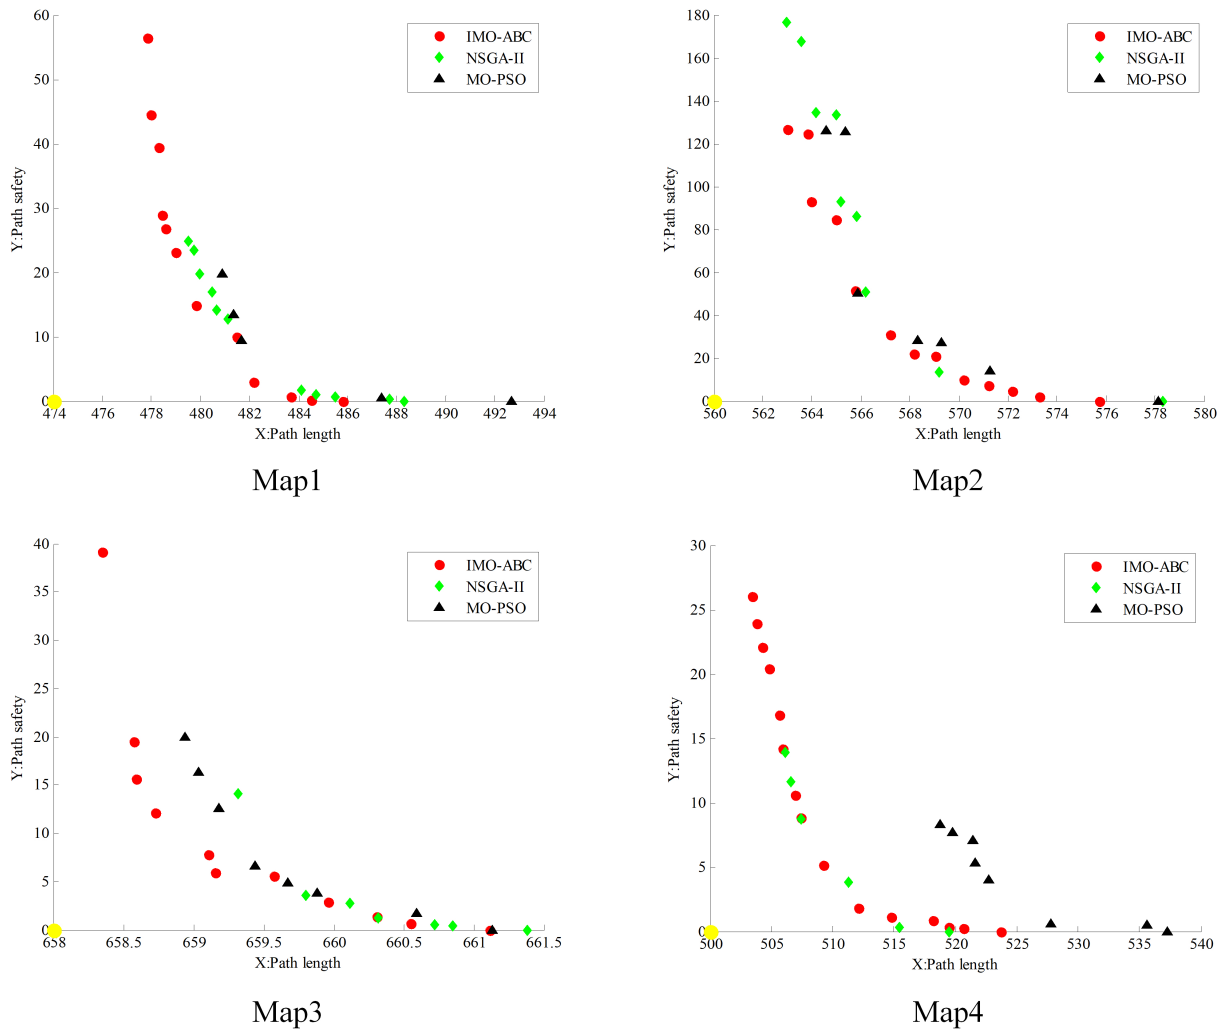 60
50
40
30
20
10
0
Y:Path safety
474 476 478 480 482 484 486 488 490 492 494
X:Path length
IMO-ABC
NSGA-II
MO-PSO
Map1
180
160
140
120
100
80
60
40
20
0
Y:Path safety
560 562 564 566 568 570 572 574 576 578 580
X:Path length
IMO-ABC
NSGA-II
MO-PSO
Map2
40
35
30
25
20
15
10
5
0
Y:Path safety
658 658.5 659 659.5 660 660.5 661 661.5
X:Path length
IMO-ABC
NSGA-II
MO-PSO
Map3
30
25
20
15
10
5
0
Y:Path safety
500 505 510 515 520 525 530 535 540
X:Path length
IMO-ABC
NSGA-II
MO-PSO
Map4